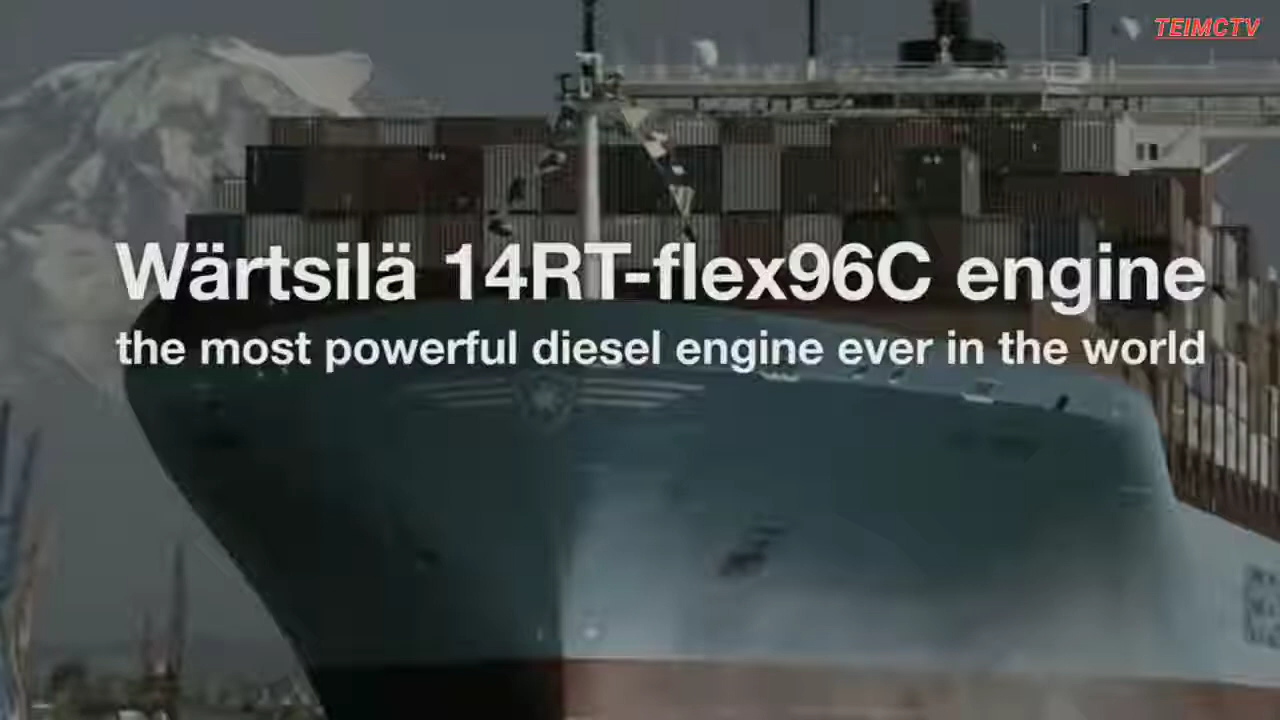 TEIMCTV
Wärtsilä 14RT-flex96C engine
the most powerful diesel engine ever in the world